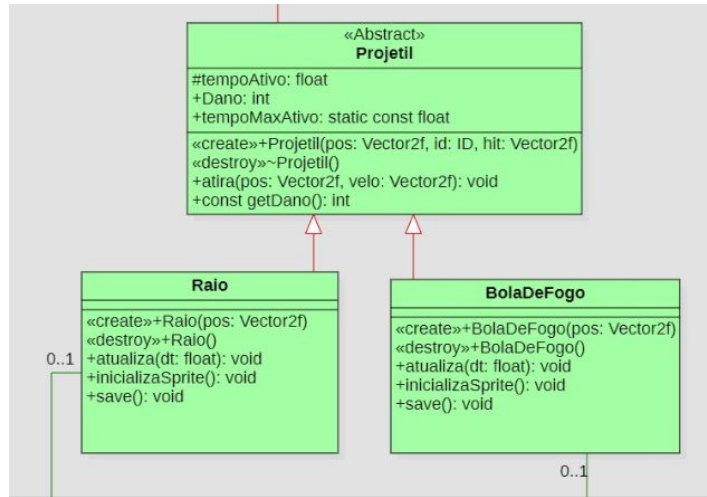 «Abstract»
Projetil
#tempoAtivo: float
+Dano: int
+tempoMaxAtivo: static const float
«create»+Projetil(pos: Vector2f, id: ID, hit: Vector2f)
«destroy»~Projetil()
+atira(pos: Vector2f, velo: Vector2f): void
+const getDano(): int
Raio
«create»+Raio(pos: Vector2f)
«destroy»+Raio()
+atualiza(dt: float): void
+inicializaSprite(): void
+save(): void
0..1
BolaDeFogo
«create»+BolaDeFogo(pos: Vector2f)
«destroy»+BolaDeFogo()
+atualiza(dt: float): void
+inicializaSprite(): void
+save(): void
0..1